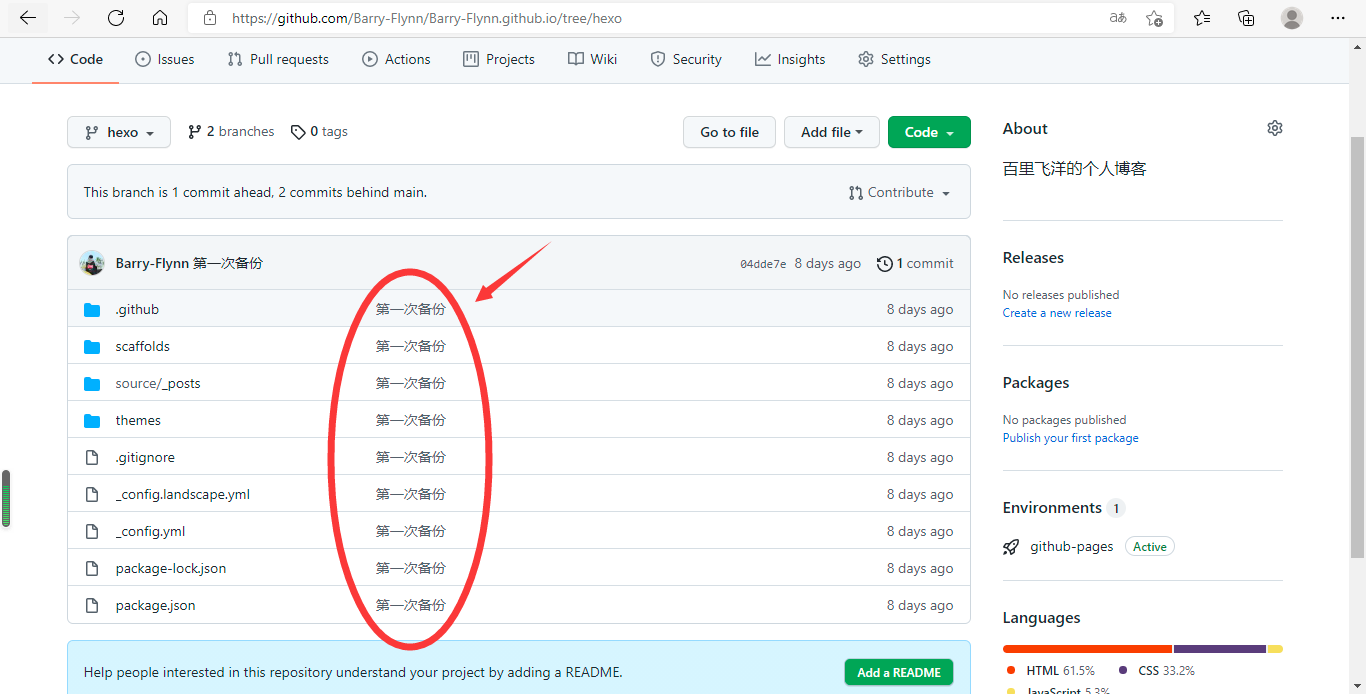 https://github.com/Barry-Flynn/Barry-Flynn.github.io/tree/hexo
Code Issues Pull requests Actions Projects Wiki Security Insights Settings
hexo 2 branches 0 tags Go to file Add file Code
This branch is 1 commit ahead, 2 commits behind main. Contribute
Barry-Flynn 第一次备份 04dde7e 8 days ago 1 commit
.github 第一次备份 8 days ago
scaffolds 第一次备份 8 days ago
source/_posts 第一次备份 8 days ago
themes 第一次备份 8 days ago
.gitignore 第一次备份 8 days ago
_config.landscape.yml 第一次备份 8 days ago
_config.yml 第一次备份 8 days ago
package-lock.json 第一次备份 8 days ago
package.json 第一次备份 8 days ago
Help people interested in this repository understand your project by adding a README. Add a README
About
百里飞洋的个人博客
Releases
No releases published
Create a new release
Packages
No packages published
Publish your first package
Environments 1
github-pages Active
Languages
HTML 61.5% CSS 33.2%
JavaScript 5.3%